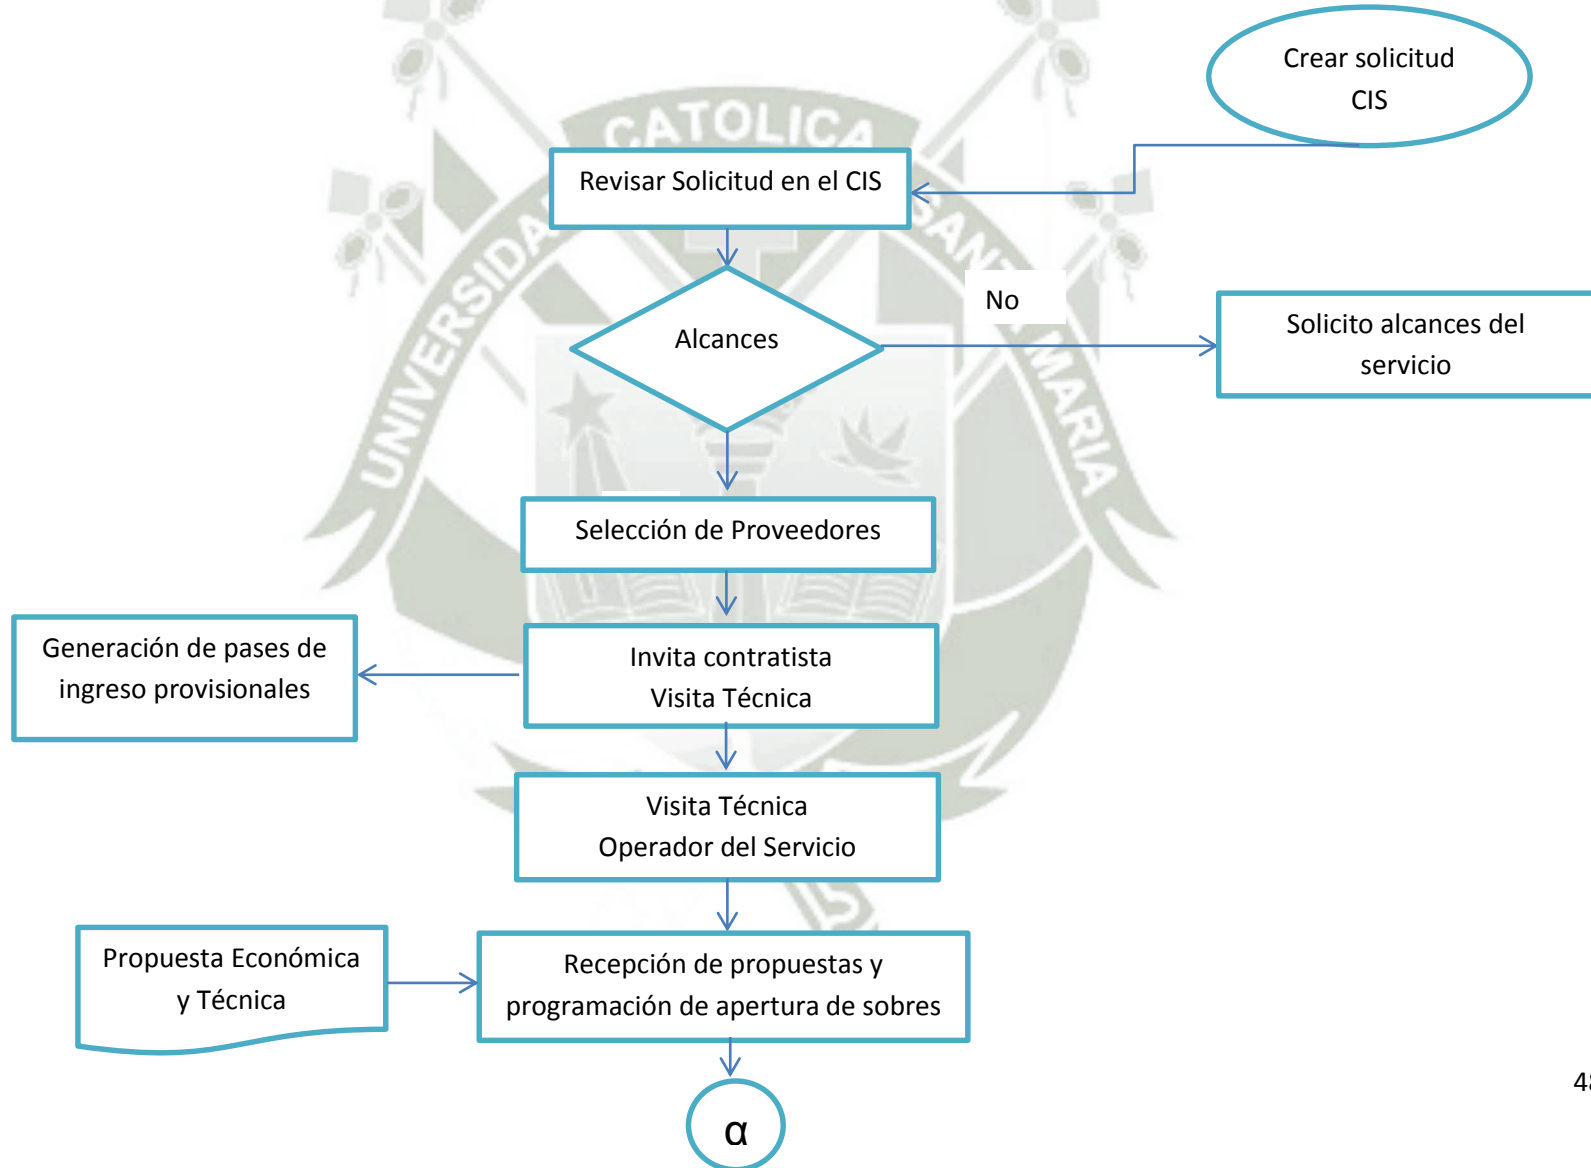 Crear solicitud
CIS
UNIVERSIDAD CATOLICA SANTA MARIA
Revisar Solicitud en el CIS
Alcances
No
Solicito alcances del
servicio
Selección de Proveedores
Generación de pases de
ingreso provisionales
Invita contratista
Visita Técnica
Visita Técnica
Operador del Servicio
Propuesta Económica
y Técnica
Recepción de propuestas y
programación de apertura de sobres
α